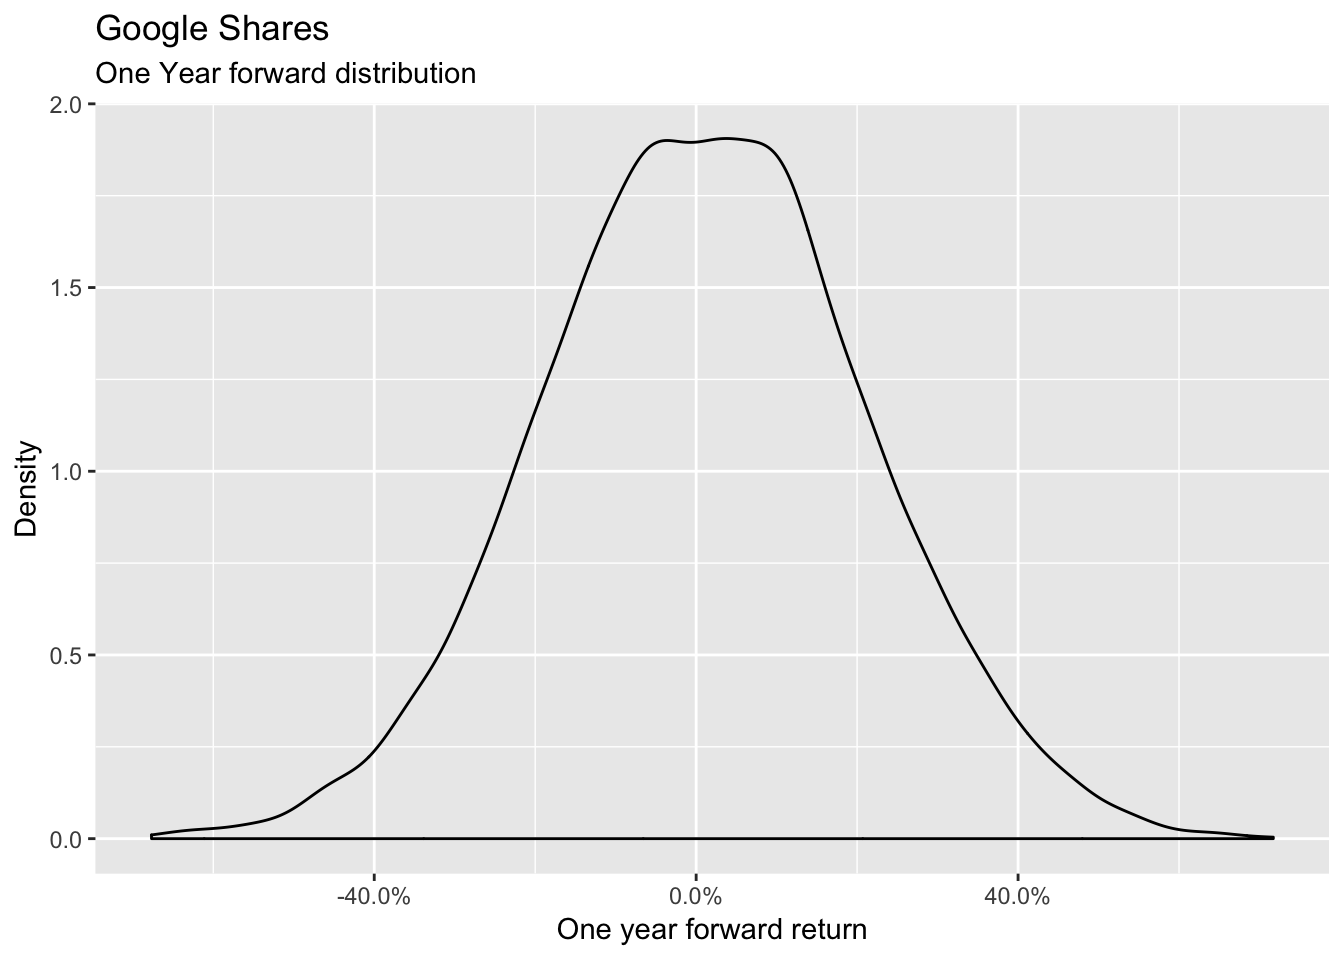 Google Shares
One Year forward distribution
2.0
1.5
1.0
0.5
0.0
Density
-40.0%
0.0%
40.0%
One year forward return